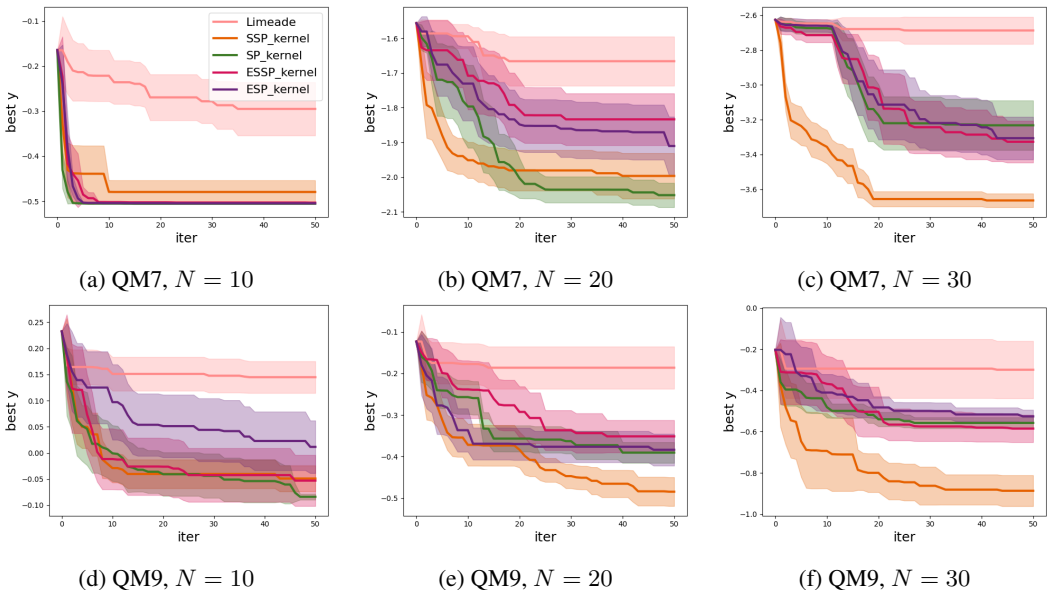 Limeade
SSP_kernel
SP_kernel
ESSP_kernel
ESP_kernel
best y
−0.1
−0.2
−0.3
−0.4
−0.5
0 10 20 30 40 50
iter
(a) QM7, N = 10
best y
−1.6
−1.7
−1.8
−1.9
−2.0
−2.1
0 10 20 30 40 50
iter
(b) QM7, N = 20
best y
−2.6
−2.8
−3.0
−3.2
−3.4
−3.6
0 10 20 30 40 50
iter
(c) QM7, N = 30
best y
0.25
0.20
0.15
0.10
0.05
0.00
−0.05
−0.10
0 10 20 30 40 50
iter
(d) QM9, N = 10
best y
−0.1
−0.2
−0.3
−0.4
−0.5
0 10 20 30 40 50
iter
(e) QM9, N = 20
best y
0.0
−0.2
−0.4
−0.6
−0.8
−1.0
0 10 20 30 40 50
iter
(f) QM9, N = 30